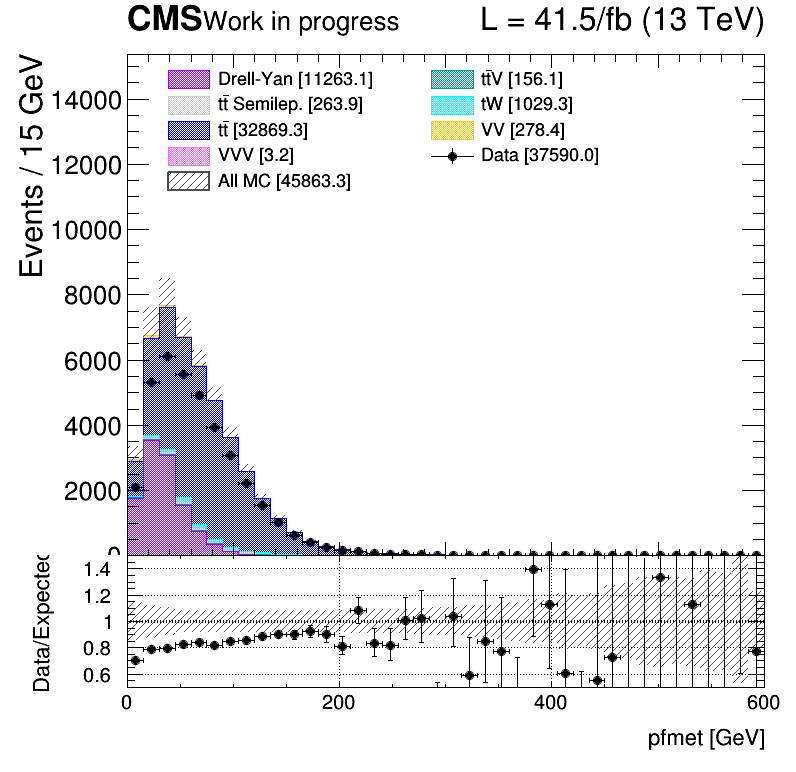 CMS Work in progress L = 41.5/fb (13 TeV)
Events / 15 GeV
Drell-Yan [11263.1]
tt̄ Semilep. [263.9]
tt̄ [32869.3]
VVV [3.2]
All MC [45863.3]
tt̄V [156.1]
tW [1029.3]
VV [278.4]
Data [37590.0]
14000
12000
10000
8000
6000
4000
2000
0
Data/Expected
1.4
1.2
1
0.8
0.6
0 200 400 600
pfmet [GeV]